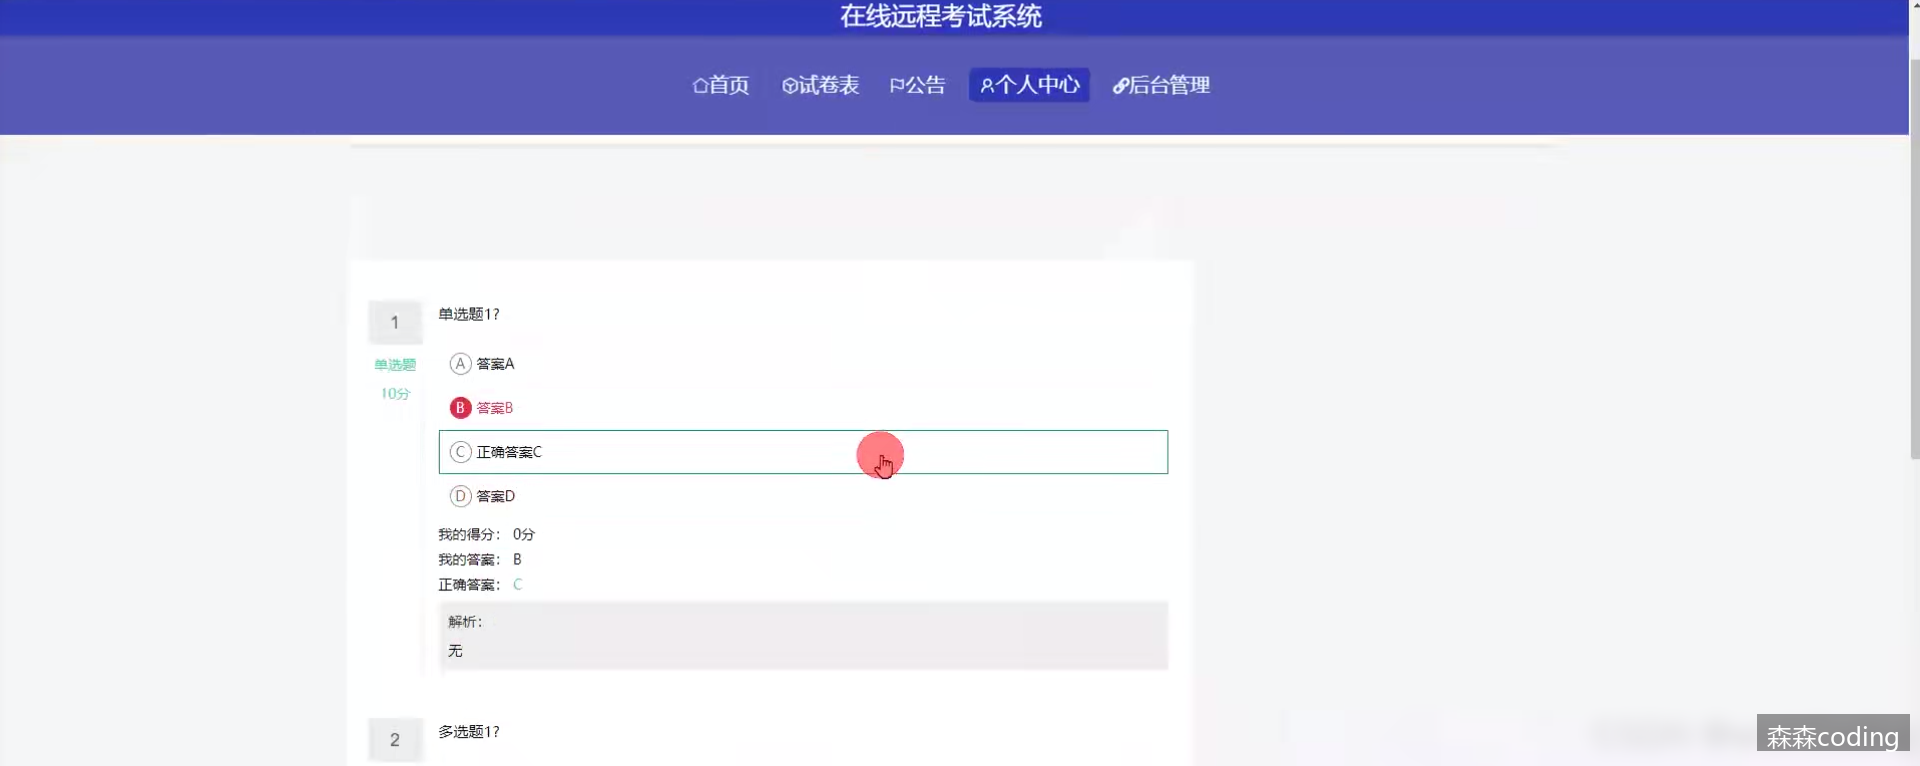 在线远程考试系统
首页 试卷表 公告 个人中心 后台管理
1 单选题1?
单选题
10分
A 答案A
B 答案B
C 正确答案C
D 答案D
我的得分： 0分
我的答案： B
正确答案： C
解析：
无
2 多选题1?
森森coding